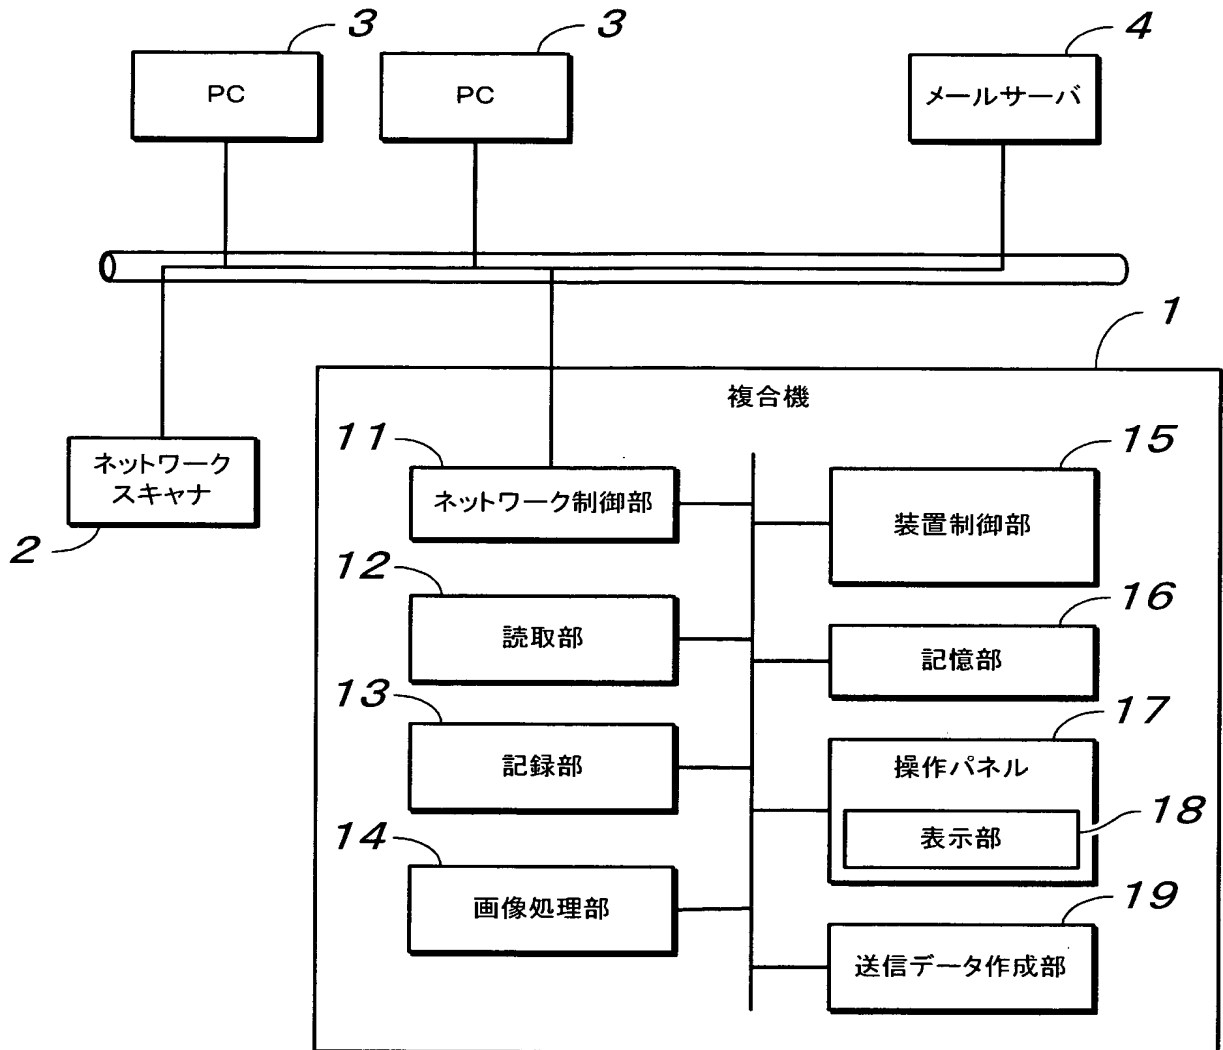 3
3
4
PC
PC
メールサーバ
1
複合機
ネットワーク
スキャナ
2
11
ネットワーク制御部
15
装置制御部
12
読取部
16
記憶部
13
記録部
17
操作パネル
18
表示部
14
画像処理部
19
送信データ作成部